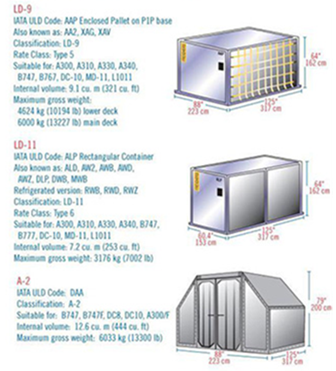 LD-9
IATA ULD Code: AAP Enclosed Pallet on P1P base
Also known as: AA2, XAG, XAV
Classification: LD-9
Rate Class: Type 5
Suitable for: A300, A310, A330, A340,
B747, B767, DC-10, MD-11, L1011
Internal volume: 9.1 cu. m (321 cu. ft)
Maximum gross weight:
4624 kg (10194 lb) lower deck
6000 kg (13227 lb) main deck
64"
162 cm
88"
223 cm
125"
317 cm
LD-11
IATA ULD Code: ALP Rectangular Container
Also known as: ALD, AW2, AWB, AND,
AWZ, DLP, DWB, MWB
Refrigerated version: RWB, RWD, RWZ
Classification: LD-11
Rate Class: Type 6
Suitable for: A300, A310, A330, A340, B747,
B777, DC-10, MD-11, L1011
Internal volume: 7.2 cu. m (253 cu. ft)
Maximum gross weight: 3176 kg (7002 lb)
64"
162 cm
60.4"
153 cm
125"
317 cm
A-2
IATA ULD Code: DAA
Classification: A-2
Suitable for: B747, B747F, DC8, DC10, A300/F
Internal volume: 12.6 cu. m (444 cu. ft)
Maximum gross weight: 6033 kg (13300 lb)
79"
200 cm
88"
223 cm
125"
317 cm